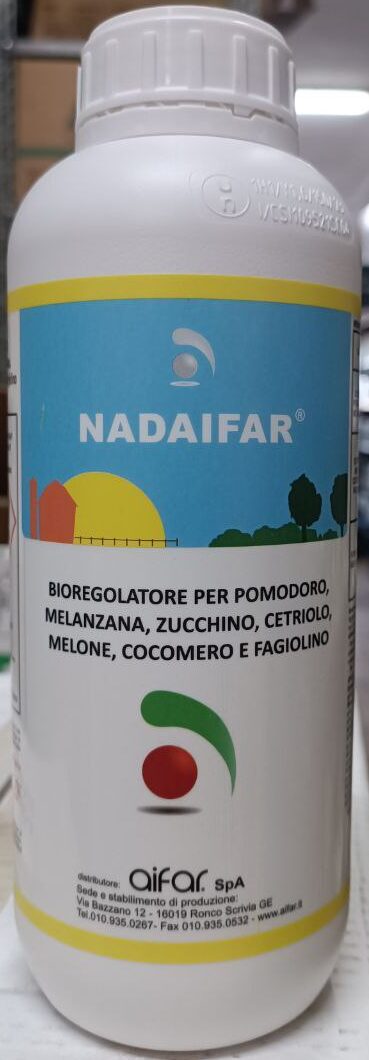 NADAIFAR®
BIOREGOLATORE PER POMODORO,
MELANZANA, ZUCCHINO, CETRIOLO,
MELONE, COCOMERO E FAGIOLINO
distributore: aifar. SpA
Sede e stabilimento di produzione:
Via Bazzano 12 - 16019 Ronco Scrivia GE
Tel.010.935.0267- Fax 010.935.0532 - www.aifar.it